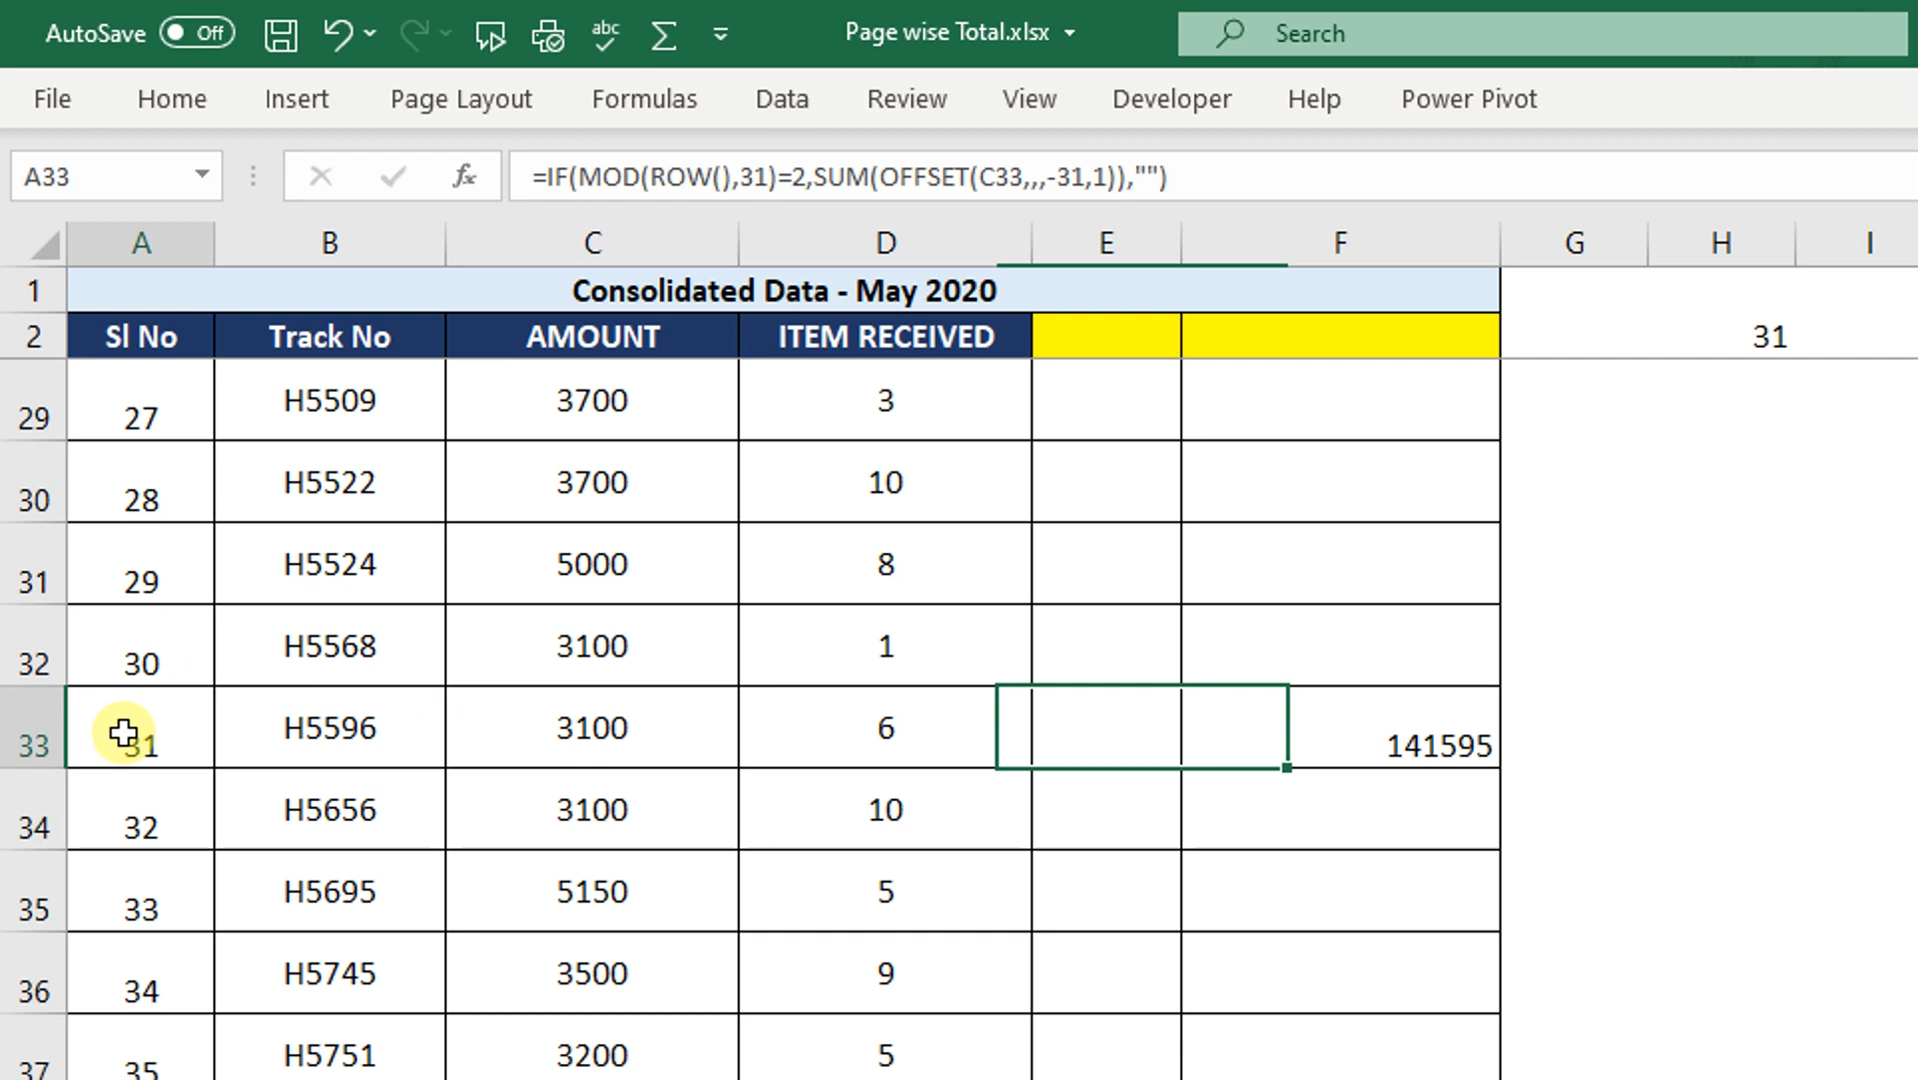 AutoSave Off abc Page wise Total.xlsx Search
File Home Insert Page Layout Formulas Data Review View Developer Help Power Pivot
A33 fx =IF(MOD(ROW(),31)=2,SUM(OFFSET(C33,,,-31,1)),"")
A B C D E F G H I
1 Consolidated Data - May 2020
2 Sl No Track No AMOUNT ITEM RECEIVED 31
29 27 H5509 3700 3
30 28 H5522 3700 10
31 29 H5524 5000 8
32 30 H5568 3100 1
33 31 H5596 3100 6 141595
34 32 H5656 3100 10
35 33 H5695 5150 5
36 34 H5745 3500 9
37 35 H5751 3200 5